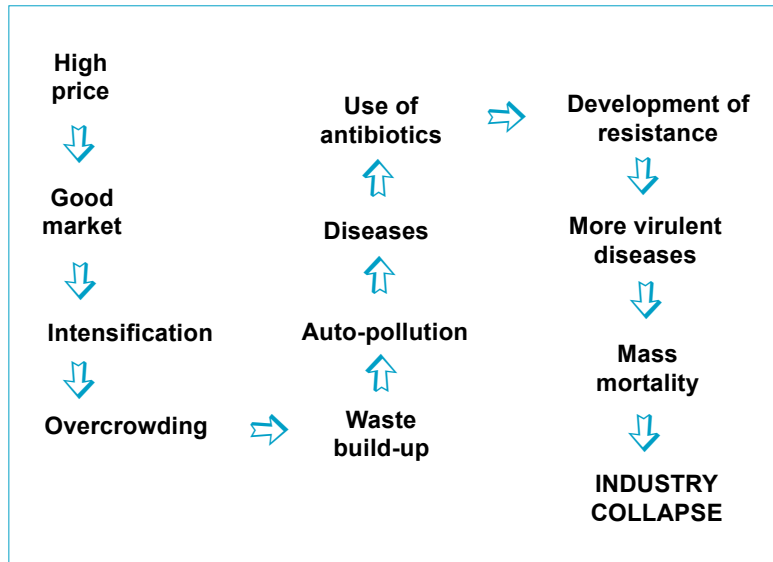 High
price
Good
market
Intensification
Overcrowding
Waste
build-up
Auto-pollution
Diseases
Use of
antibiotics
Development of
resistance
More virulent
diseases
Mass
mortality
INDUSTRY
COLLAPSE